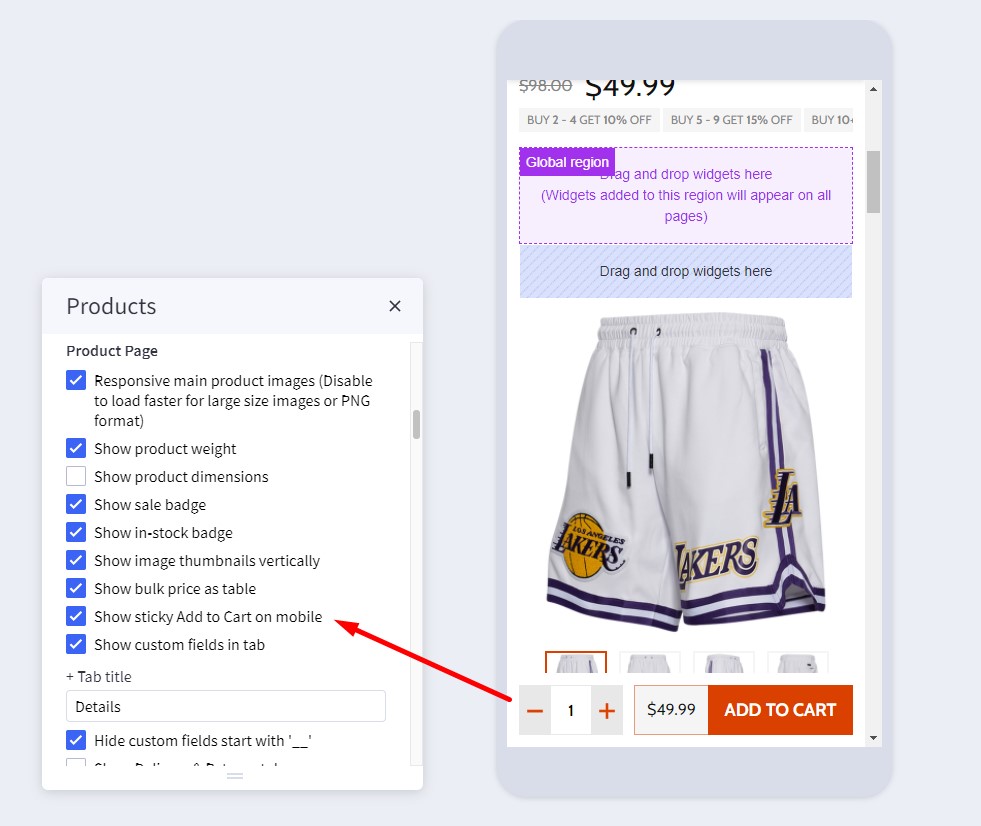 Products
Product Page
Responsive main product images (Disable
to load faster for large size images or PNG
format)
Show product weight
Show product dimensions
Show sale badge
Show in-stock badge
Show image thumbnails vertically
Show bulk price as table
Show sticky Add to Cart on mobile
Show custom fields in tab
+ Tab title
Details
Hide custom fields start with '__'
$98.00 $49.99
BUY 2 - 4 GET 10% OFF
BUY 5 - 9 GET 15% OFF
BUY 10+
Global region
Drag and drop widgets here
(Widgets added to this region will appear on all
pages)
Drag and drop widgets here
LOS ANGELES
LAKERS
LAKERS
LA
1
$49.99
ADD TO CART